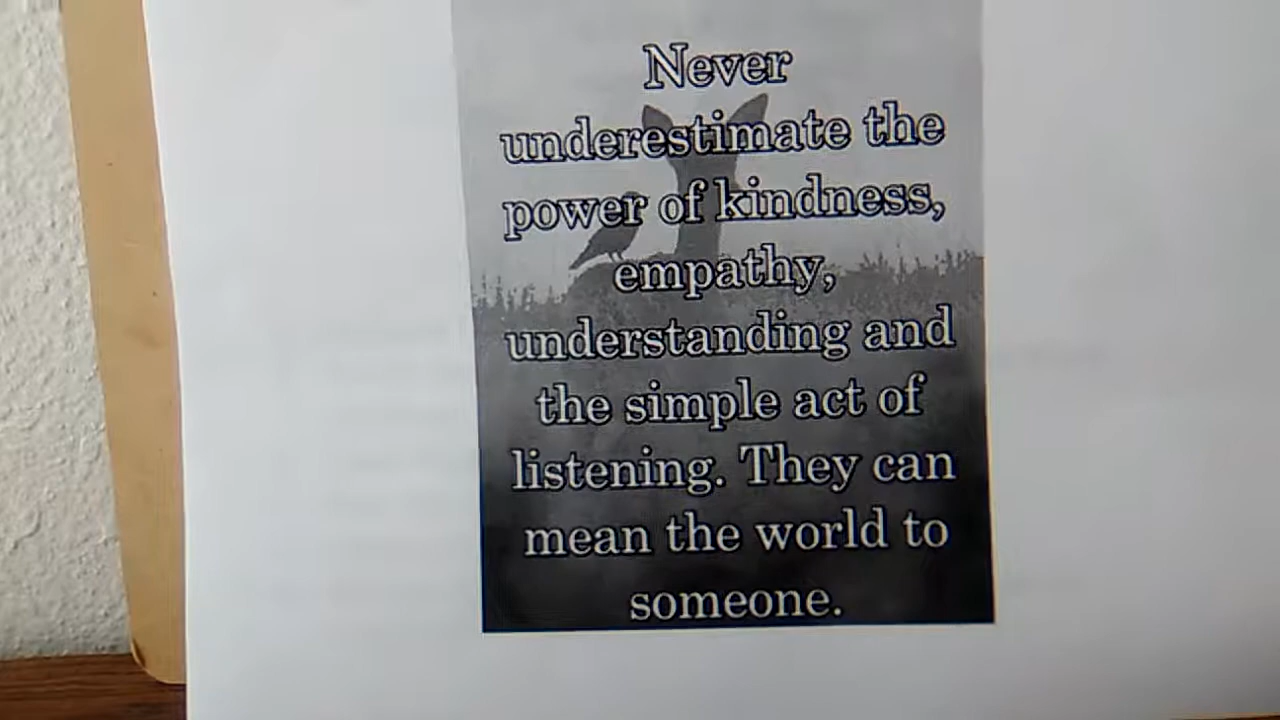 Never
underestimate the
power of kindness,
empathy,
understanding and
the simple act of
listening. They can
mean the world to
someone.